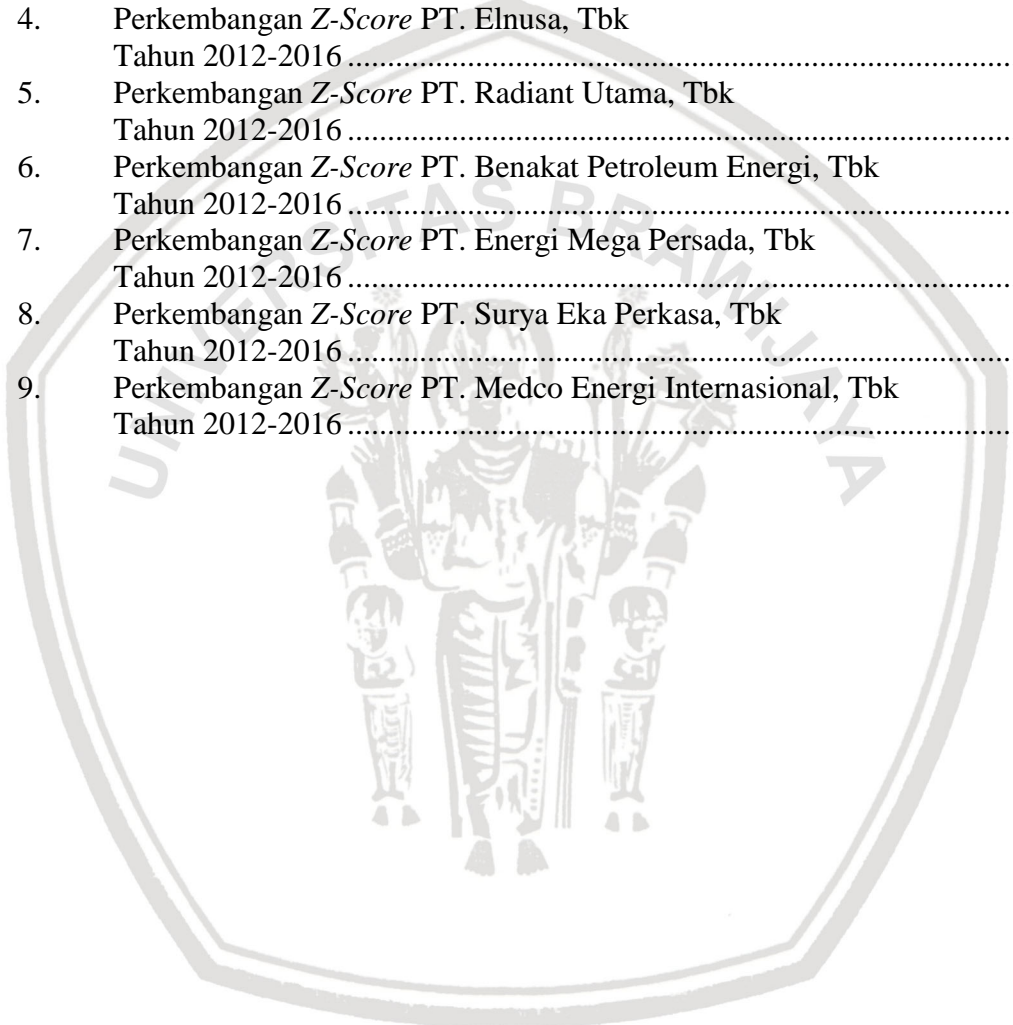 4. Perkembangan Z-Score PT. Elnusa, Tbk
Tahun 2012-2016 ........................................................................................................
5. Perkembangan Z-Score PT. Radiant Utama, Tbk
Tahun 2012-2016 ........................................................................................................
6. Perkembangan Z-Score PT. Benakat Petroleum Energi, Tbk
Tahun 2012-2016 ........................................................................................................
7. Perkembangan Z-Score PT. Energi Mega Persada, Tbk
Tahun 2012-2016 ........................................................................................................
8. Perkembangan Z-Score PT. Surya Eka Perkasa, Tbk
Tahun 2012-2016 ........................................................................................................
9. Perkembangan Z-Score PT. Medco Energi Internasional, Tbk
Tahun 2012-2016 ........................................................................................................
UNIVERSITAS BRAWIJAYA